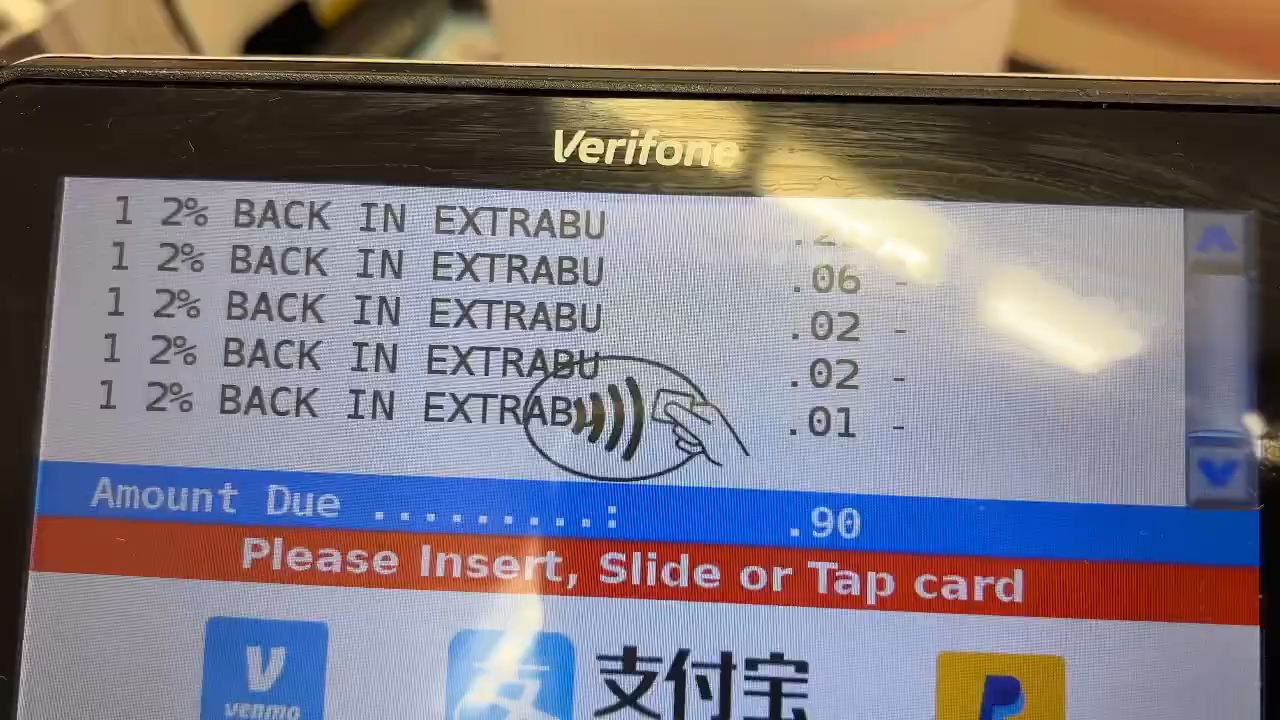 Verifone
1 2% BACK IN EXTRABU
1 2% BACK IN EXTRABU .06 -
1 2% BACK IN EXTRABU .02 -
1 2% BACK IN EXTRABU .02 -
1 2% BACK IN EXTRABU .01 -
Amount Due ..........: .90
Please Insert, Slide or Tap card
venmo
支 支付宝